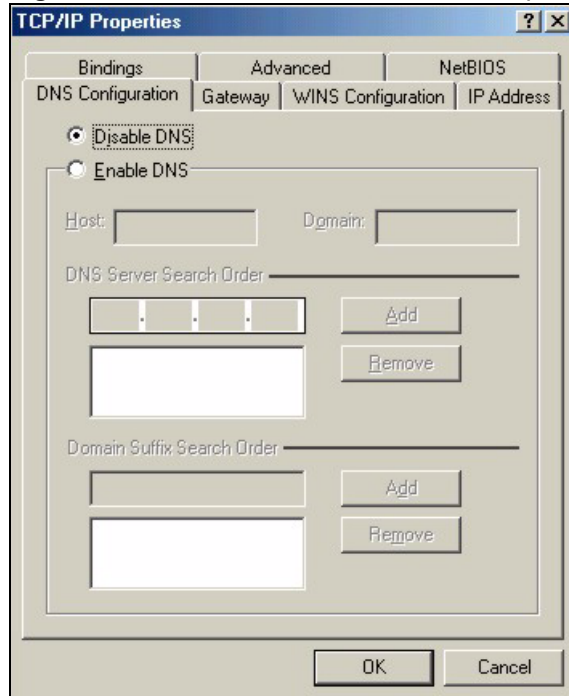 TCP/IP Properties
Bindings Advanced NetBIOS
DNS Configuration Gateway WINS Configuration IP Address
Disable DNS
Enable DNS
Host: Domain:
DNS Server Search Order
. . . Add
Remove
Domain Suffix Search Order
Add
Remove
OK Cancel